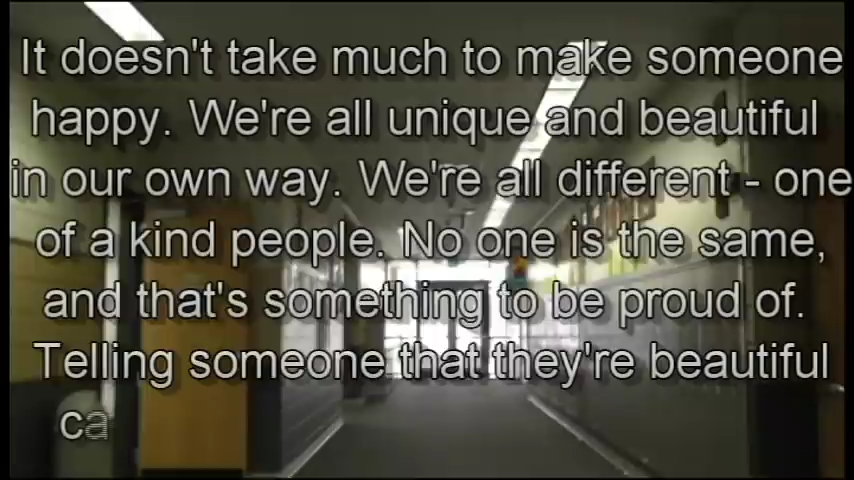 It doesn't take much to make someone
happy. We're all unique and beautiful
in our own way. We're all different - one
of a kind people. No one is the same,
and that's something to be proud of.
Telling someone that they're beautiful
ca